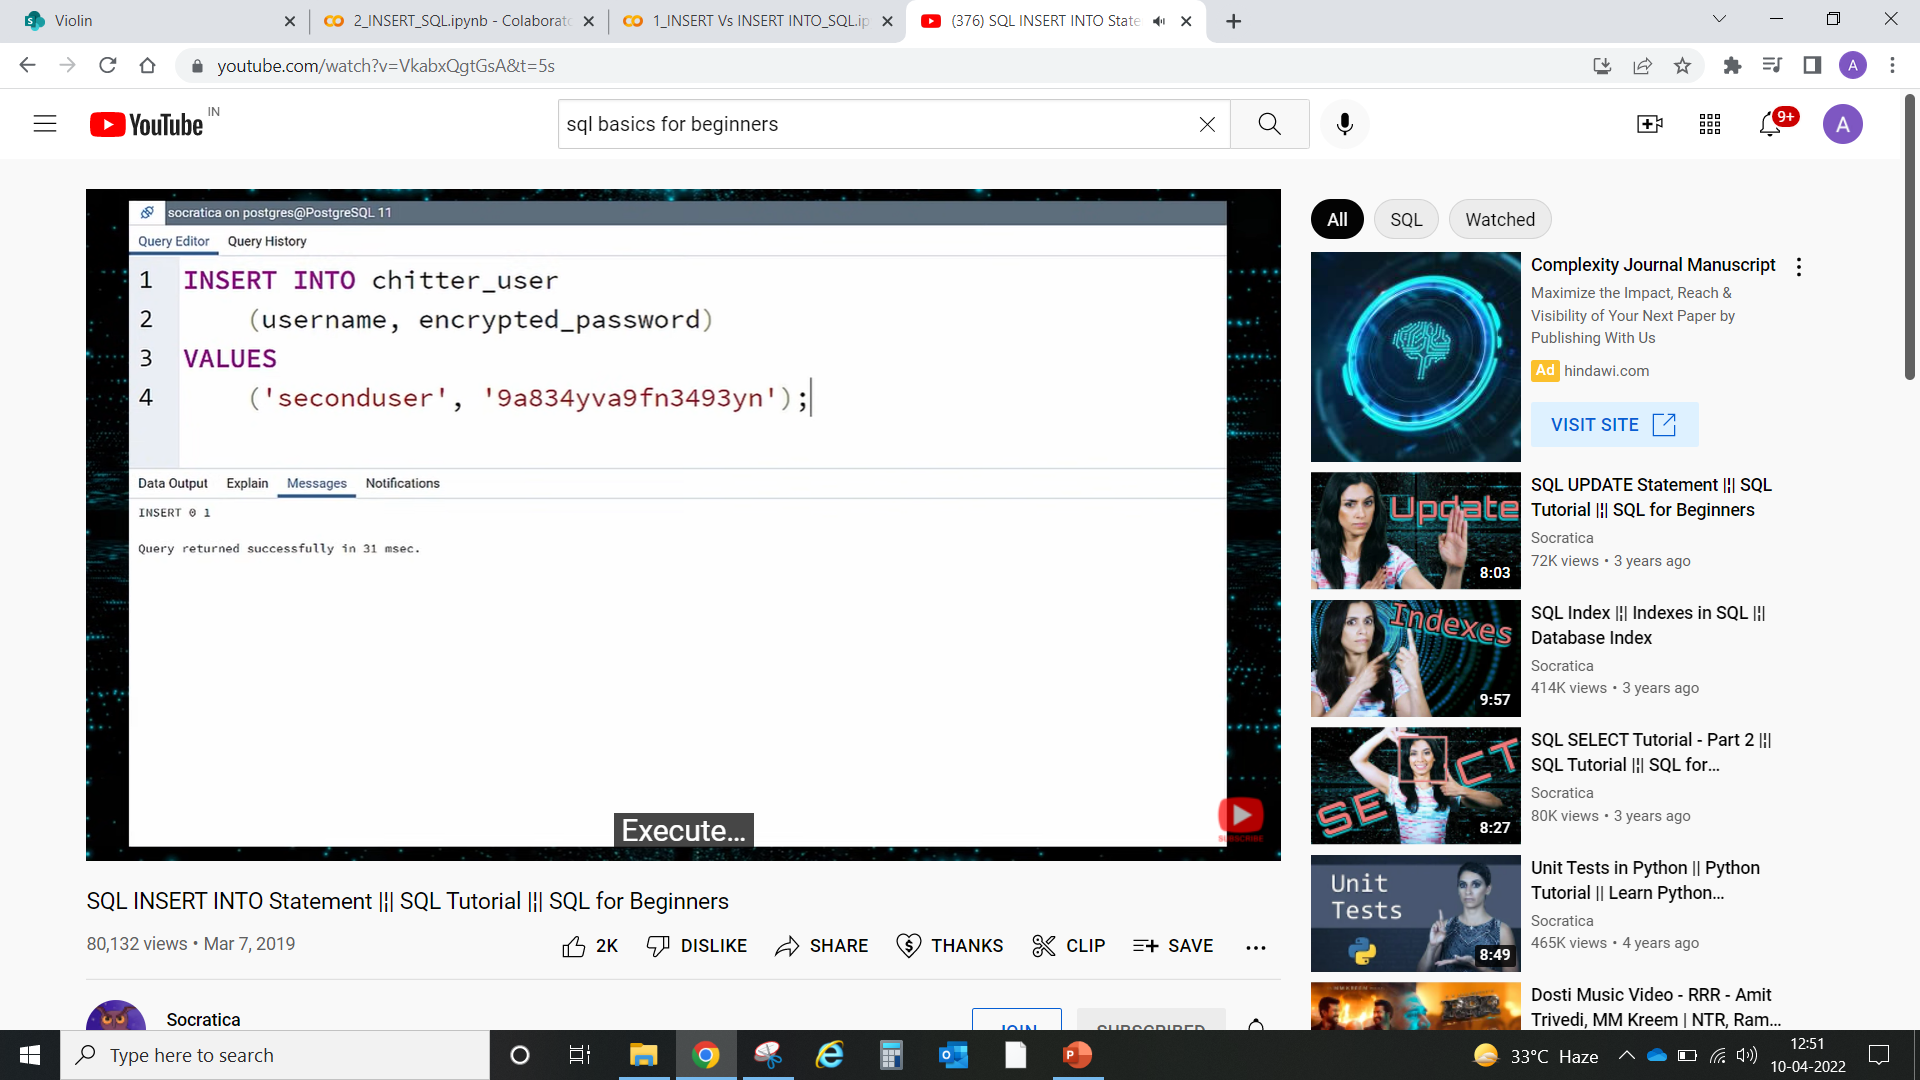 Violin
2_INSERT_SQL.ipynb - Colaborato
1_INSERT Vs INSERT INTO_SQL.ip
(376) SQL INSERT INTO State
youtube.com/watch?v=VkabxQgtGsA&t=5s
A
YouTube IN
sql basics for beginners
9+
A
socratica on postgres@PostgreSQL 11
Query Editor Query History
1 INSERT INTO chitter_user
2 (username, encrypted_password)
3 VALUES
4 ('seconduser', '9a834yva9fn3493yn');
Data Output Explain Messages Notifications
INSERT 0 1
Query returned successfully in 31 msec.
Execute...
SUBSCRIBE
SQL INSERT INTO Statement |¦| SQL Tutorial |¦| SQL for Beginners
80,132 views • Mar 7, 2019
2K DISLIKE SHARE THANKS CLIP SAVE
Socratica
JOIN
SUBSCRIBED
All SQL Watched
Complexity Journal Manuscript
Maximize the Impact, Reach &
Visibility of Your Next Paper by
Publishing With Us
Ad hindawi.com
VISIT SITE
Update
8:03
SQL UPDATE Statement |¦| SQL
Tutorial |¦| SQL for Beginners
Socratica
72K views • 3 years ago
Indexes
9:57
SQL Index |¦| Indexes in SQL |¦|
Database Index
Socratica
414K views • 3 years ago
SELECT
8:27
SQL SELECT Tutorial - Part 2 |¦|
SQL Tutorial |¦| SQL for...
Socratica
80K views • 3 years ago
Unit
Tests
8:49
Unit Tests in Python || Python
Tutorial || Learn Python...
Socratica
465K views • 4 years ago
Dosti Music Video - RRR - Amit
Trivedi, MM Kreem | NTR, Ram...
Type here to search
33°C Haze
12:51
10-04-2022